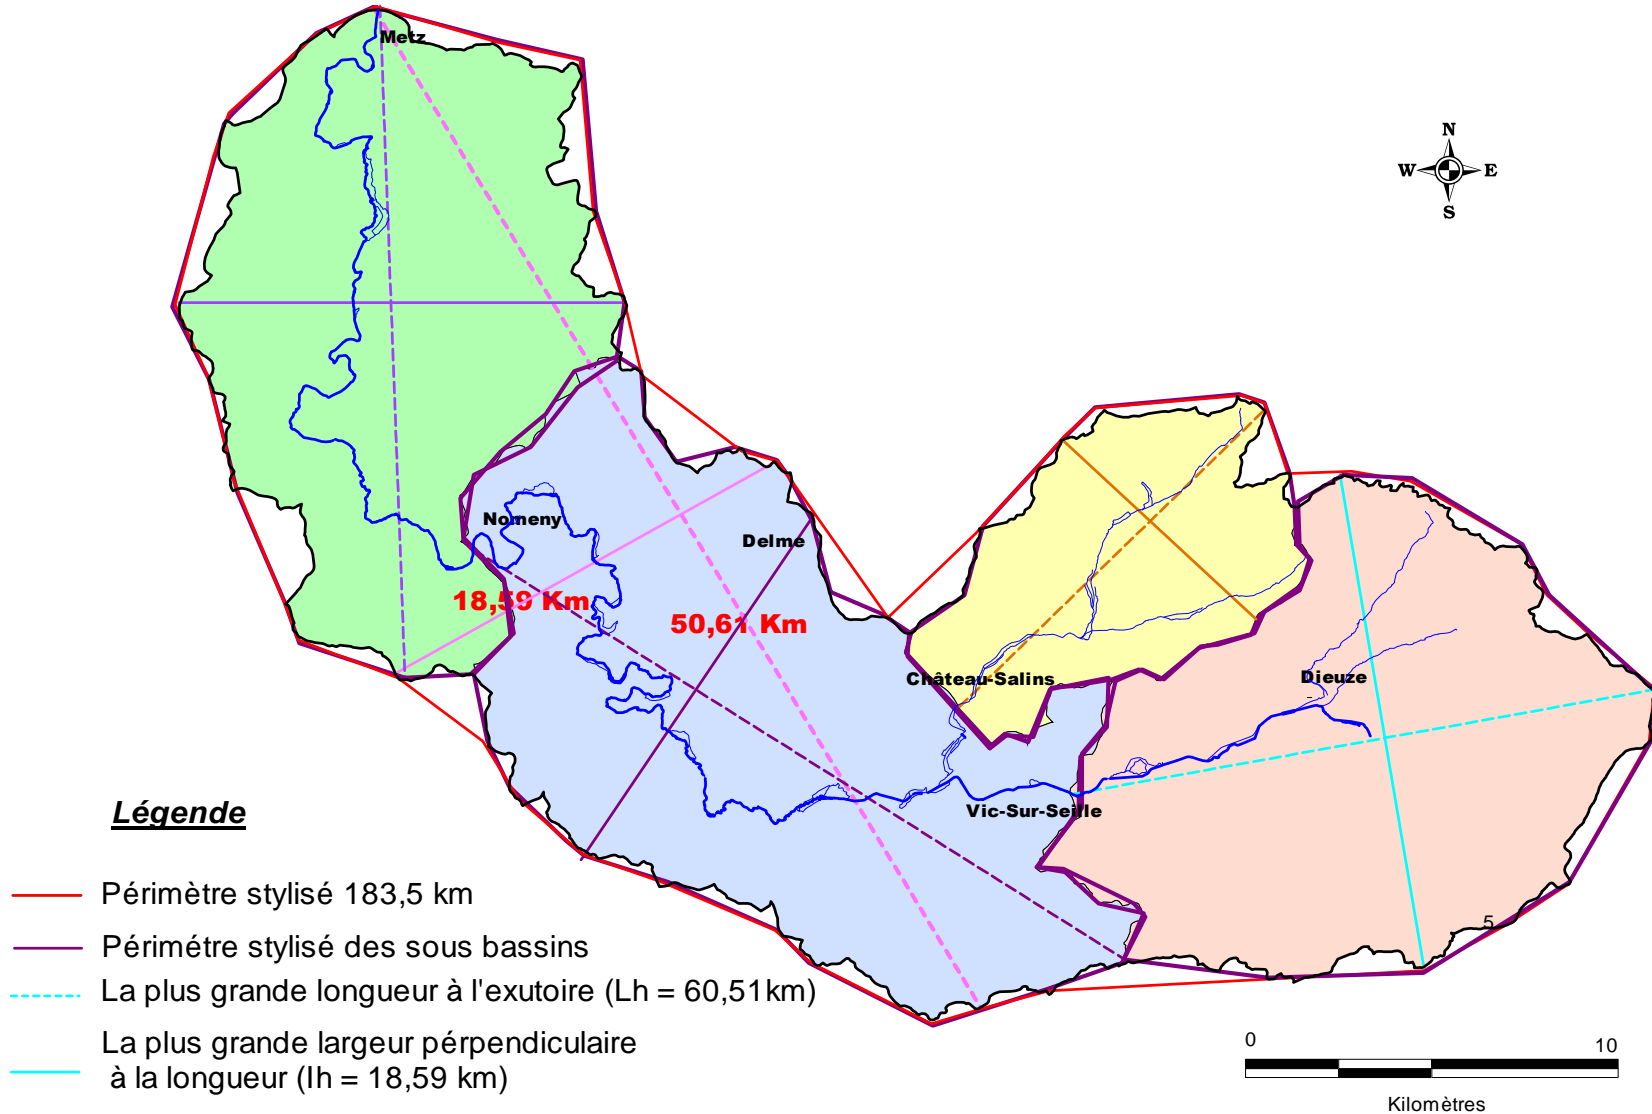 Metz
N
W
E
S
Nomeny
Delme
18,59 Km
50,61 Km
Château-Salins
Dieuze
Vic-Sur-Seille
5
Légende
Périmètre stylisé 183,5 km
Périmétre stylisé des sous bassins
La plus grande longueur à l'exutoire (Lh = 60,51km)
La plus grande largeur pérpendiculaire
à la longueur (lh = 18,59 km)
0
10
Kilomètres